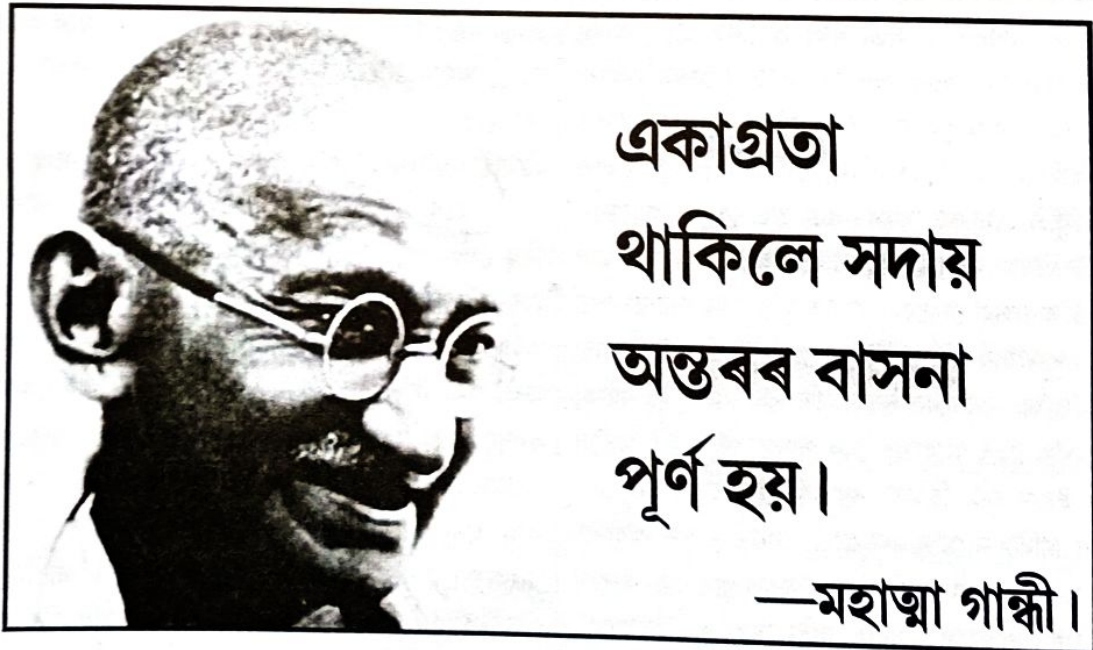 একাগ্ৰতা
থাকিলে সদায়
অন্তৰৰ বাসনা
পূৰ্ণ হয়।
—মহাত্মা গান্ধী।